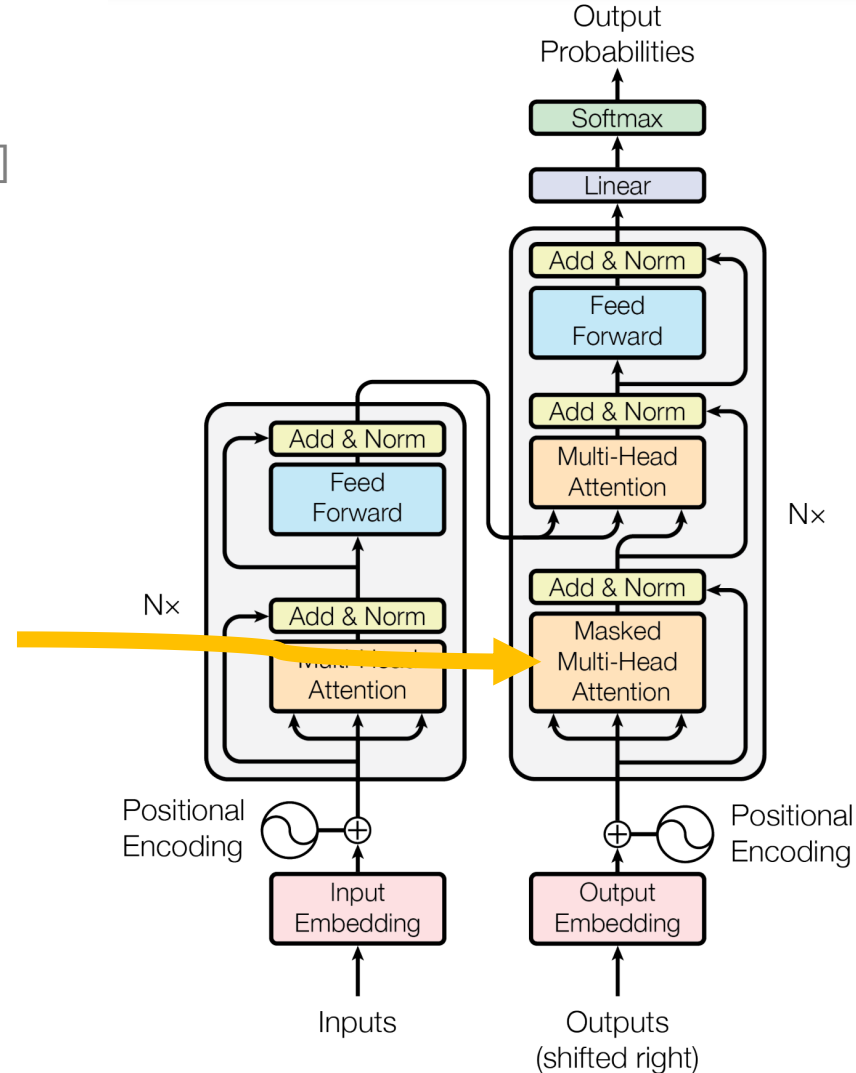 Output
Probabilities
Softmax
Linear
Add & Norm
Feed
Forward
Add & Norm
Multi-Head
Attention
Nx
Add & Norm
Masked
Multi-Head
Attention
Add & Norm
Feed
Forward
Nx
Add & Norm
Attention
Positional
Encoding
Positional
Encoding
Input
Embedding
Output
Embedding
Inputs
Outputs
(shifted right)
]